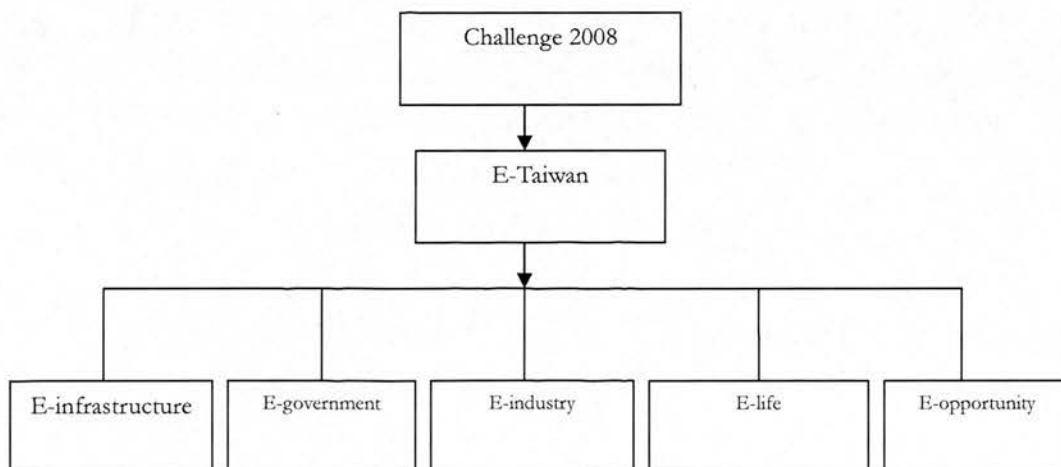 Challenge 2008
E-Taiwan
E-infrastructure
E-government
E-industry
E-life
E-opportunity